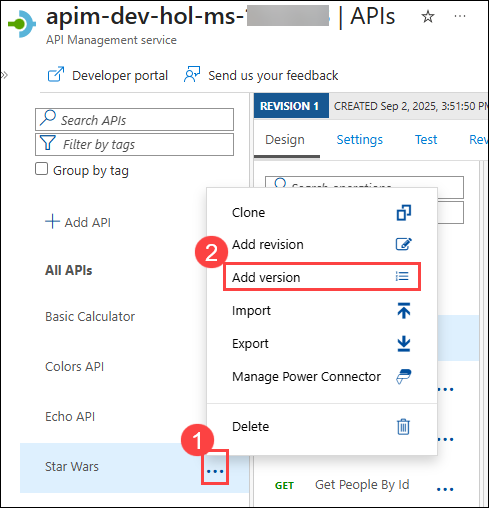 apim-dev-hol-ms- | APIs
API Management service
Developer portal
Send us your feedback
Search APIs
Filter by tags
Group by tag
Add API
All APIs
Basic Calculator
Colors API
Echo API
1
Star Wars
REVISION 1
CREATED Sep 2, 2025, 3:51:50 PM
Design
Settings
Test
Rev
Search operations
Clone
Add revision
2
Add version
Import
Export
Manage Power Connector
Delete
GET
Get People By Id